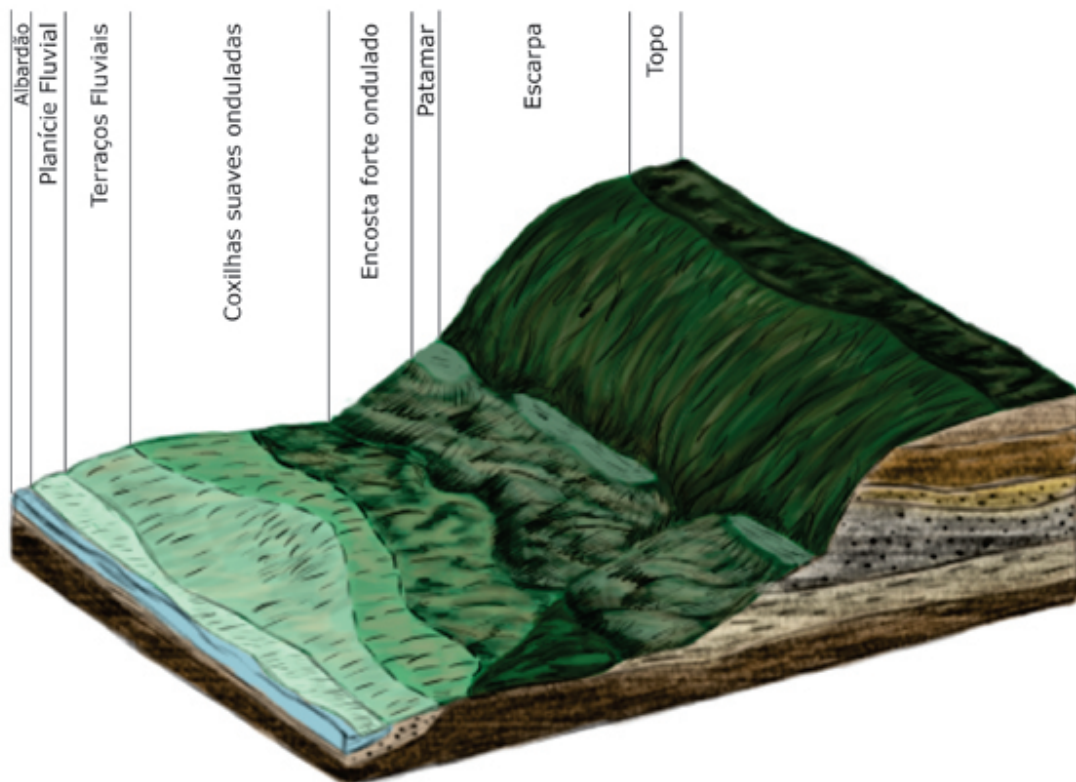 Albardão
Planície Fluvial
Terraços Fluviais
Coxilhas suaves onduladas
Encosta forte ondulado
Patamar
Escarpa
Topo